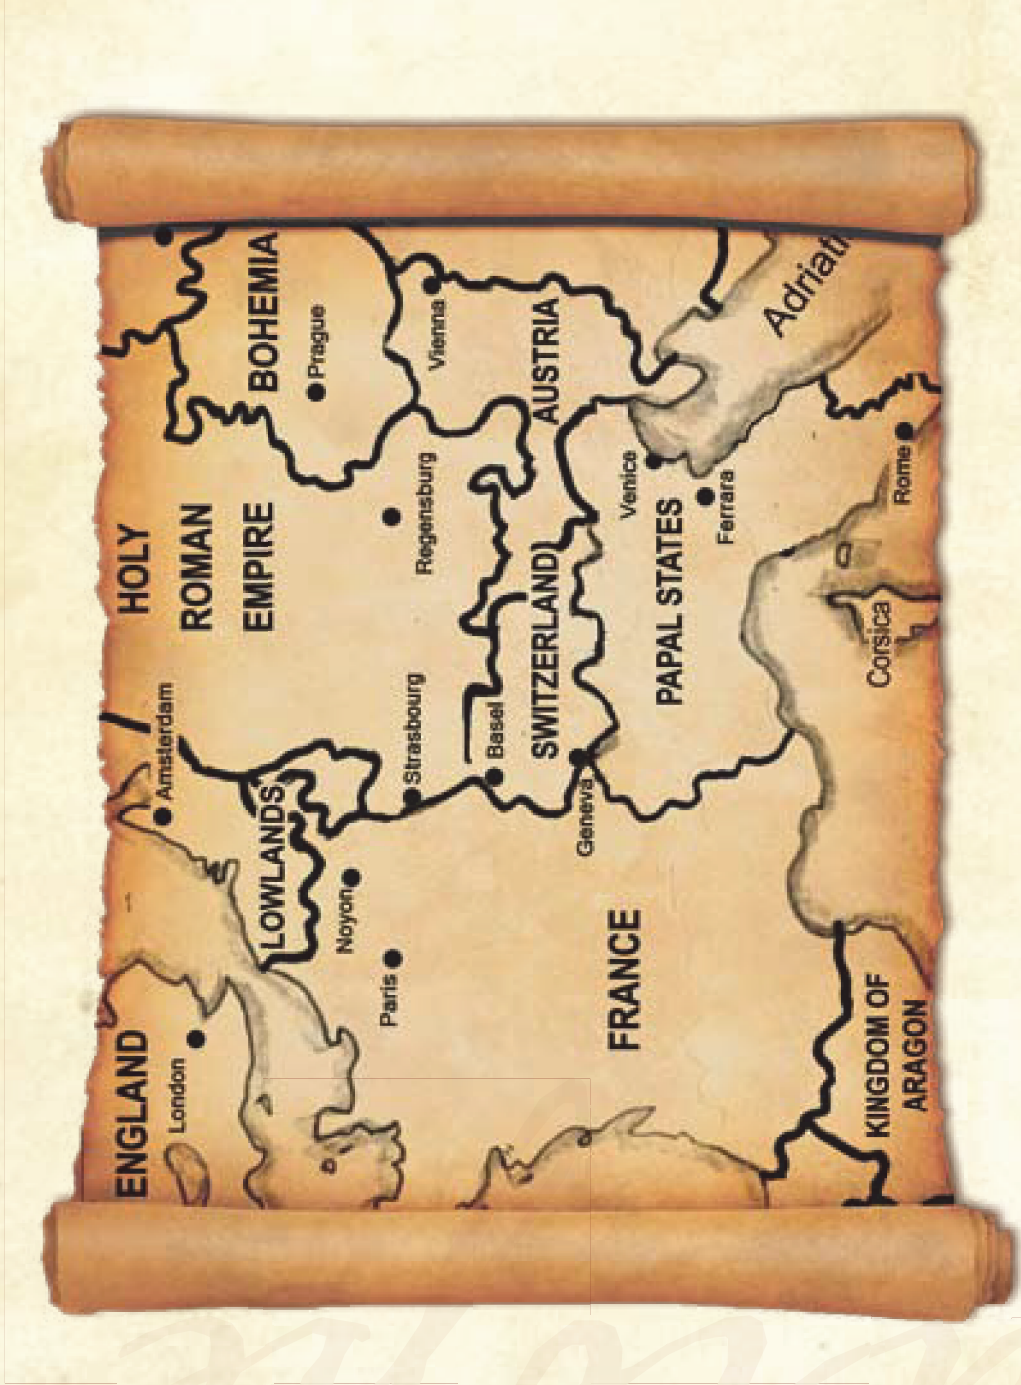 ENGLAND
London
HOLY
ROMAN
EMPIRE
Amsterdam
LOWLANDS
BOHEMIA
Prague
Noyon
Paris
Strasbourg
Regensburg
Vienna
Basel
SWITZERLAND
AUSTRIA
Geneva
FRANCE
Venice
PAPAL STATES
Ferrara
Adriati
KINGDOM OF
ARAGON
Corsica
Rome